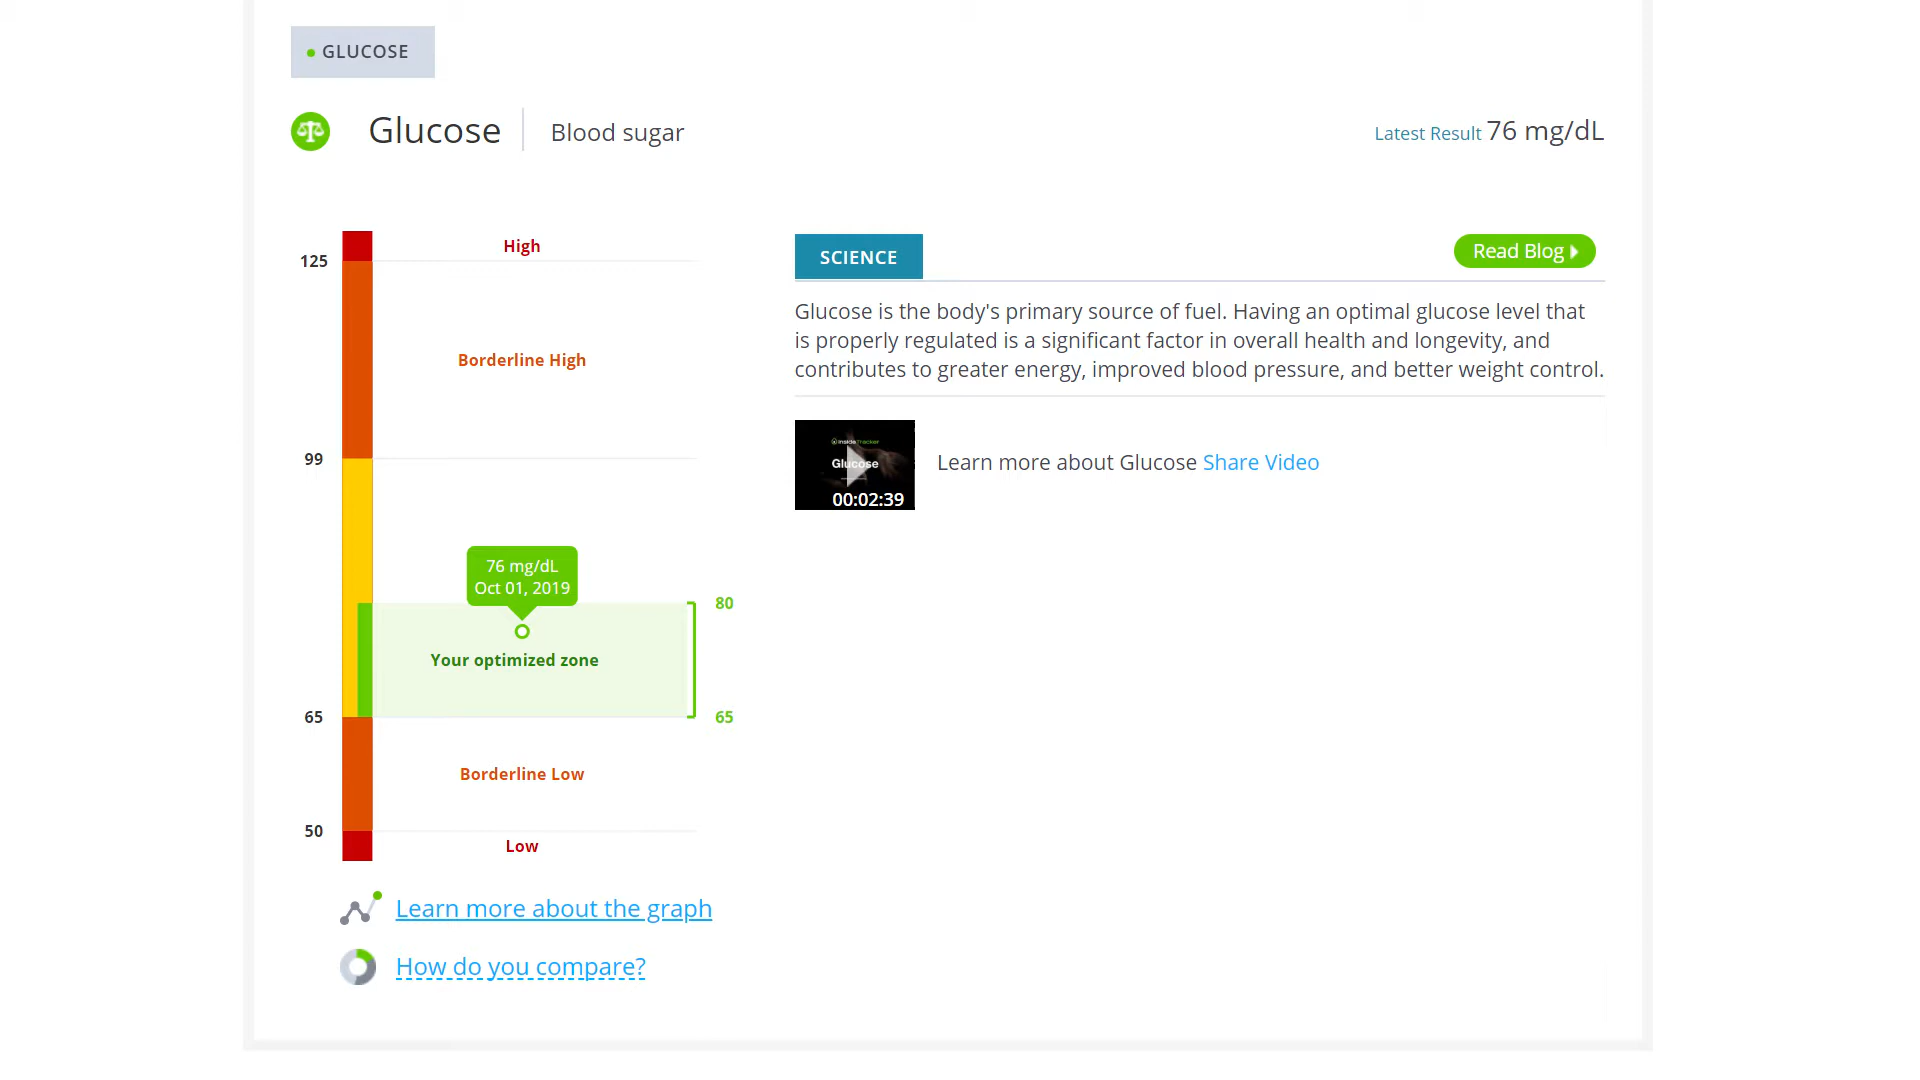 GLUCOSE
Glucose
Blood sugar
Latest Result 76 mg/dL
125
High
Borderline High
99
76 mg/dL
Oct 01, 2019
80
Your optimized zone
65
65
Borderline Low
50
Low
Learn more about the graph
How do you compare?
SCIENCE
Read Blog
Glucose is the body's primary source of fuel. Having an optimal glucose level that
is properly regulated is a significant factor in overall health and longevity, and
contributes to greater energy, improved blood pressure, and better weight control.
InsideTracker
Glucose
00:02:39
Learn more about Glucose Share Video